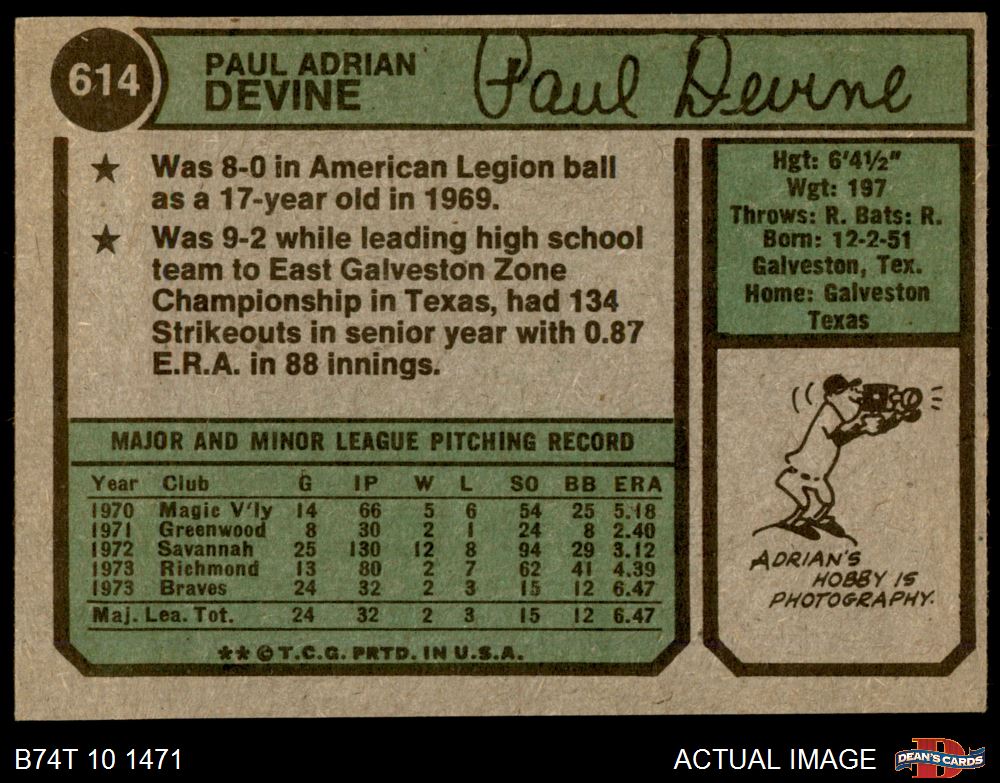 614
PAUL ADRIAN
DEVINE
Paul Devine
★ Was 8-0 in American Legion ball
as a 17-year old in 1969.
★ Was 9-2 while leading high school
team to East Galveston Zone
Championship in Texas, had 134
Strikeouts in senior year with 0.87
E.R.A. in 88 innings.
Hgt: 6'4½"
Wgt: 197
Throws: R. Bats: R.
Born: 12-2-51
Galveston, Tex.
Home: Galveston
Texas
MAJOR AND MINOR LEAGUE PITCHING RECORD
Year Club G IP W L SO BB ERA
1970 Magic V'ly 14 66 5 6 54 25 5.18
1971 Greenwood 8 30 2 1 24 8 2.40
1972 Savannah 25 130 12 8 94 29 3.12
1973 Richmond 13 80 2 7 62 41 4.39
1973 Braves 24 32 2 3 15 12 6.47
Maj. Lea. Tot. 24 32 2 3 15 12 6.47
** © T.C.G. PRTD. IN U.S.A.
ADRIAN'S
HOBBY IS
PHOTOGRAPHY.
B74T 10 1471
ACTUAL IMAGE
D
DEAN'S CARDS